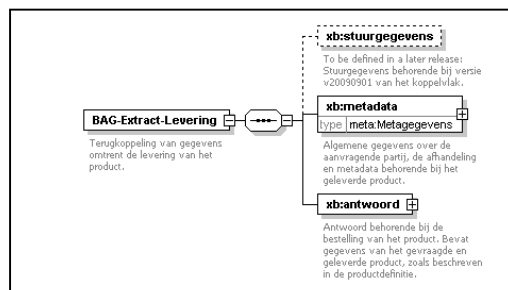 xb:stuurgegevens
To be defined in a later release:
Stuurgegevens behorende bij versie
v20090901 van het koppelvlak.
BAG-Extract-Levering
Terugkoppeling van gegevens
omtrent de levering van het
product.
xb:metadata
type meta:Metagegevens
Algemene gegevens over de
aanvragende partij, de afhandeling
en metadata behorende bij het
geleverde product.
xb:antwoord
Antwoord behorende bij de
bestelling van het product. Bevat
gegevens van het gevraagde en
geleverde product, zoals beschreven
in de productdefinitie.